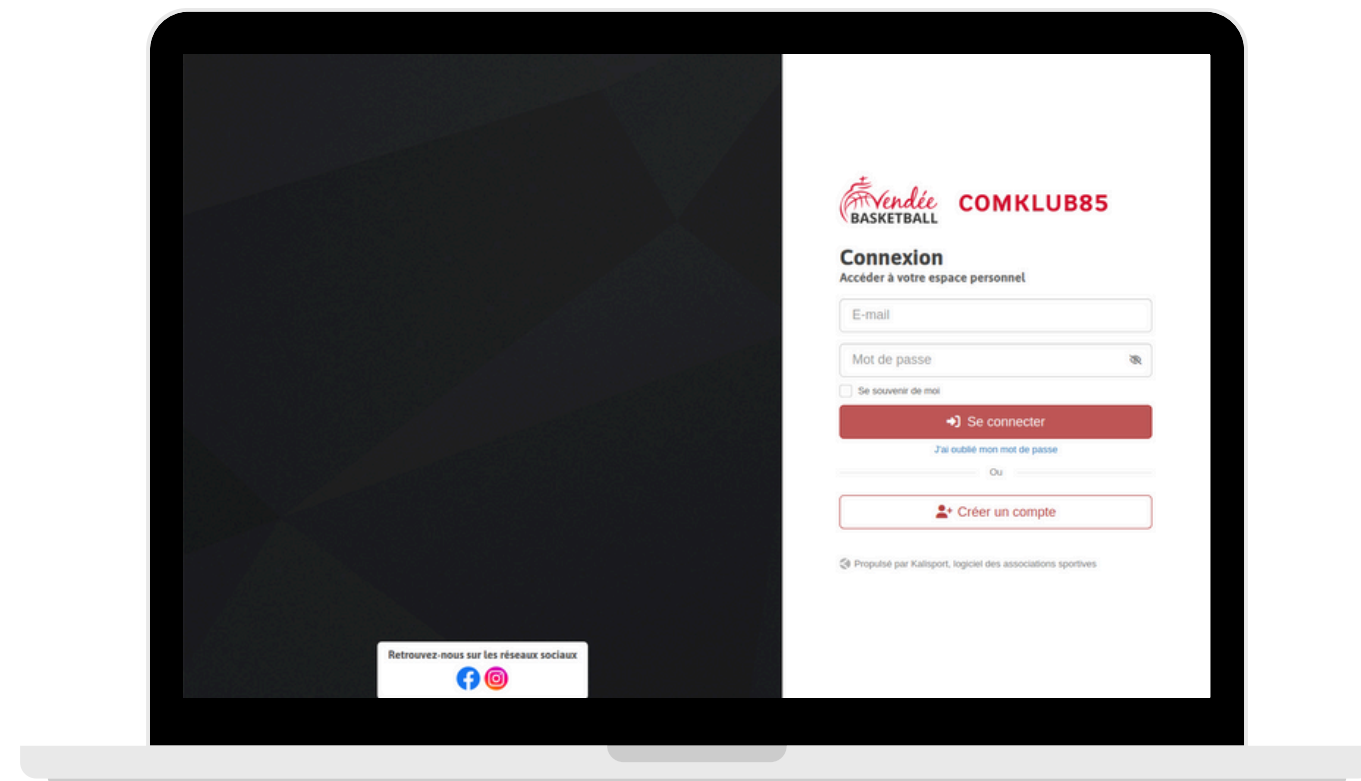 Vendée
BASKETBALL
COMKLUB85
Connexion
Accéder à votre espace personnel
E-mail
Mot de passe
Se souvenir de moi
Se connecter
J'ai oublié mon mot de passe
Ou
Créer un compte
Propulsé par Kalisport, logiciel des associations sportives
Retrouvez-nous sur les réseaux sociaux